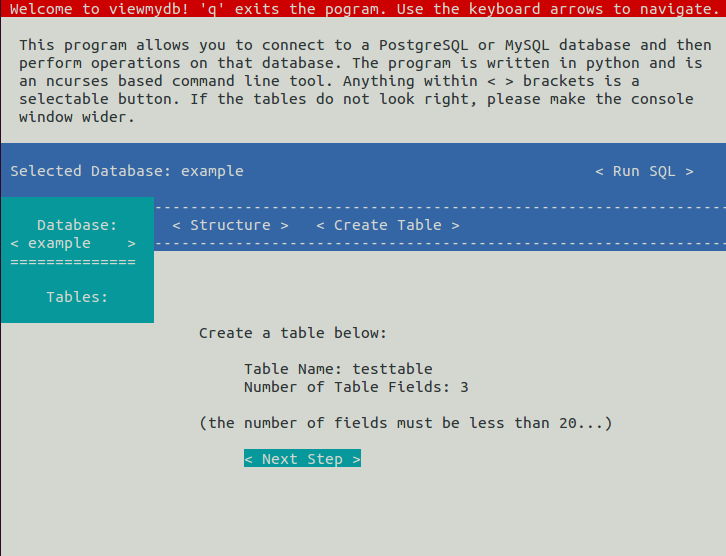 Welcome to viewmydb! 'q' exits the pogram. Use the keyboard arrows to navigate.
This program allows you to connect to a PostgreSQL or MySQL database and then
perform operations on that database. The program is written in python and is
an ncurses based command line tool. Anything within < > brackets is a
selectable button. If the tables do not look right, please make the console
window wider.
Selected Database: example < Run SQL >
Database: < Structure > < Create Table >
< example >
==============
Tables:
Create a table below:
Table Name: testtable
Number of Table Fields: 3
(the number of fields must be less than 20...)
< Next Step >